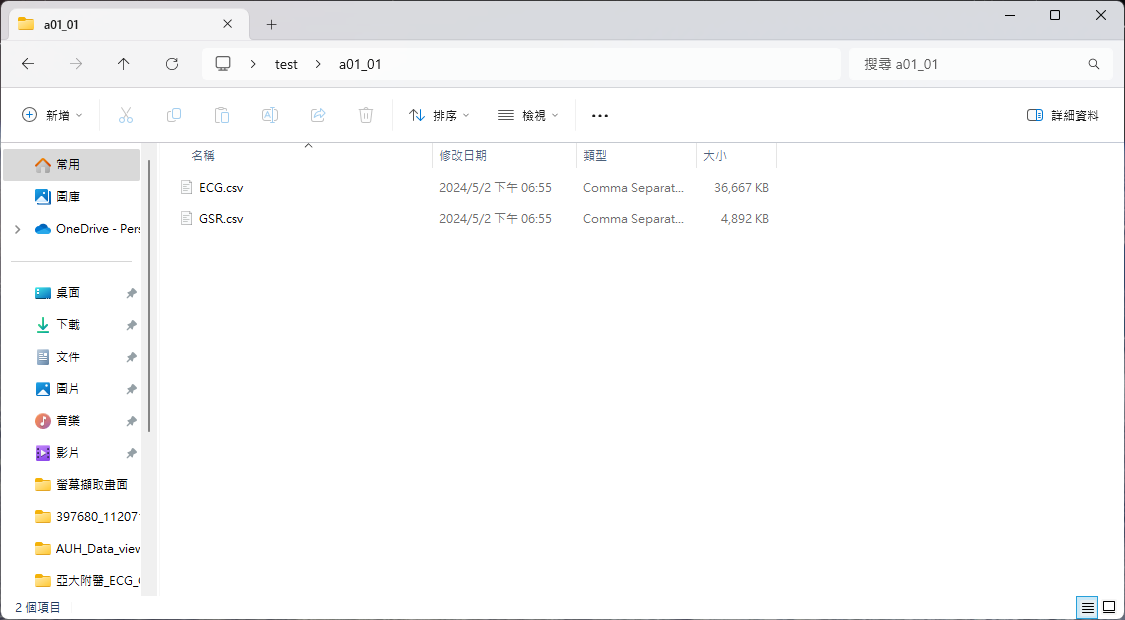 a01_01
test
a01_01
搜尋 a01_01
新增
排序
檢視
詳細資料
常用
圖庫
OneDrive - Pers
桌面
下載
文件
圖片
音樂
影片
螢幕擷取畫面
397680_11207
AUH_Data_view
亞大附醫_ECG_
名稱 修改日期 類型 大小
ECG.csv 2024/5/2 下午 06:55 Comma Separat... 36,667 KB
GSR.csv 2024/5/2 下午 06:55 Comma Separat... 4,892 KB
2 個項目